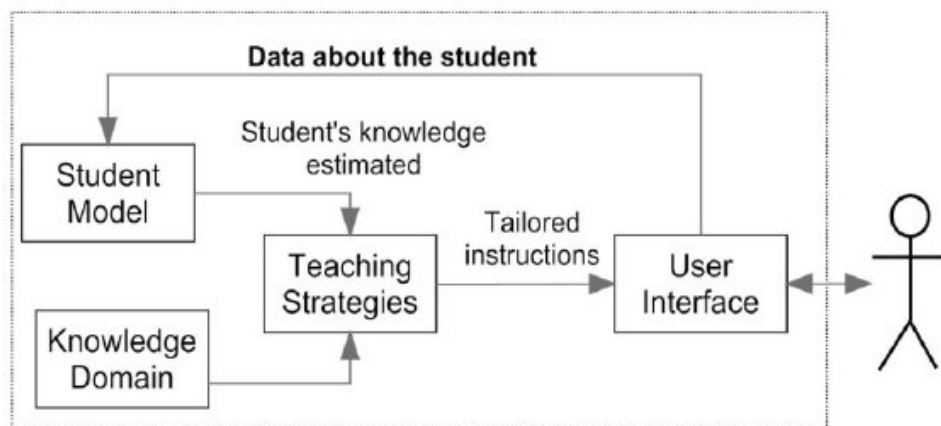 Data about the student
Student's knowledge
estimated
Student
Model
Tailored
instructions
Teaching
Strategies
User
Interface
Knowledge
Domain